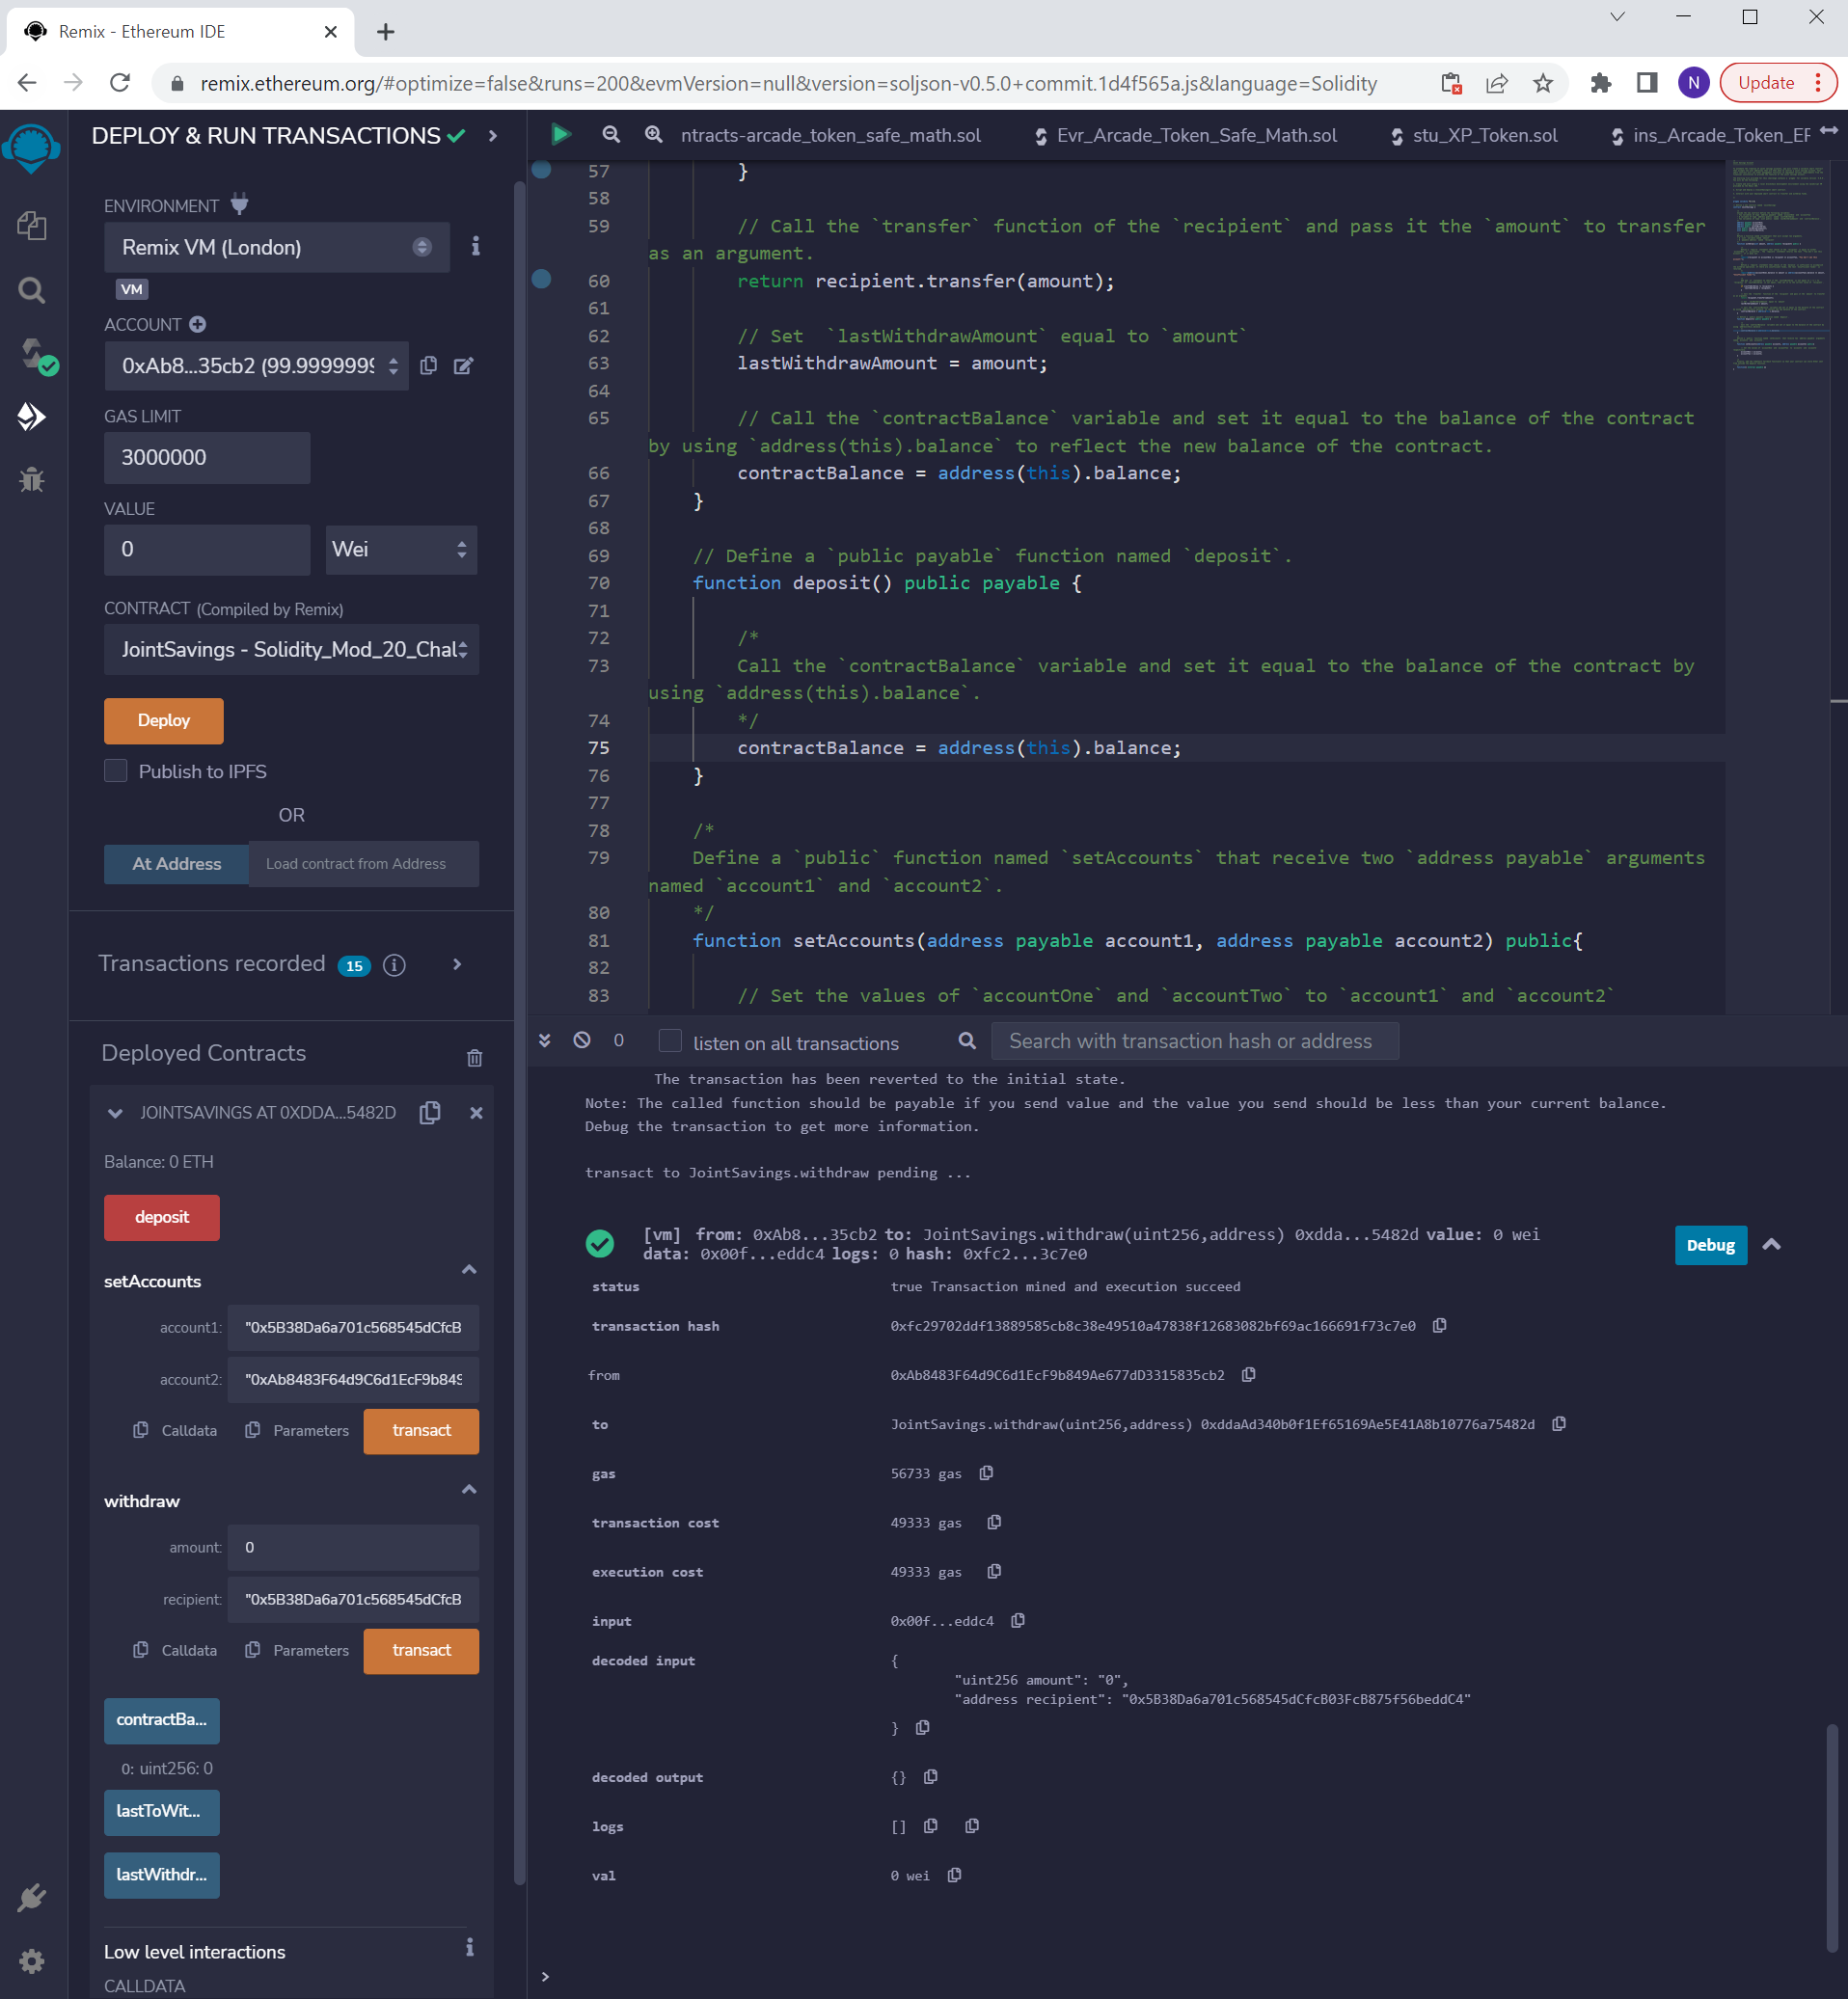 Remix - Ethereum IDE
remix.ethereum.org/#optimize=false&runs=200&evmVersion=null&version=soljson-v0.5.0+commit.1d4f565a.js&language=Solidity
N
Update
DEPLOY & RUN TRANSACTIONS
ENVIRONMENT
Remix VM (London)
VM
ACCOUNT
0xAb8...35cb2 (99.9999999
GAS LIMIT
3000000
VALUE
0
Wei
CONTRACT (Compiled by Remix)
JointSavings - Solidity_Mod_20_Chal
Deploy
Publish to IPFS
OR
At Address
Load contract from Address
Transactions recorded 15
Deployed Contracts
JOINTSAVINGS AT 0XDDA...5482D
Balance: 0 ETH
deposit
setAccounts
account1: "0x5B38Da6a701c568545dCfcB
account2: "0xAb8483F64d9C6d1EcF9b849
Calldata Parameters transact
withdraw
amount: 0
recipient: "0x5B38Da6a701c568545dCfcB
Calldata Parameters transact
contractBa...
0: uint256: 0
lastToWit...
lastWithdr...
Low level interactions
CALLDATA
ntracts-arcade_token_safe_math.sol
Evr_Arcade_Token_Safe_Math.sol
stu_XP_Token.sol
ins_Arcade_Token_EF
57 }
58
59 // Call the `transfer` function of the `recipient` and pass it the `amount` to transfer
as an argument.
60 return recipient.transfer(amount);
61
62 // Set  `lastWithdrawAmount` equal to `amount`
63 lastWithdrawAmount = amount;
64
65 // Call the `contractBalance` variable and set it equal to the balance of the contract
by using `address(this).balance` to reflect the new balance of the contract.
66 contractBalance = address(this).balance;
67 }
68
69 // Define a `public payable` function named `deposit`.
70 function deposit() public payable {
71
72 /*
73 Call the `contractBalance` variable and set it equal to the balance of the contract by
using `address(this).balance`.
74 */
75 contractBalance = address(this).balance;
76 }
77
78 /*
79 Define a `public` function named `setAccounts` that receive two `address payable` arguments
named `account1` and `account2`.
80 */
81 function setAccounts(address payable account1, address payable account2) public{
82
83 // Set the values of `accountOne` and `accountTwo` to `account1` and `account2`
0
listen on all transactions
Search with transaction hash or address
The transaction has been reverted to the initial state.
Note: The called function should be payable if you send value and the value you send should be less than your current balance.
Debug the transaction to get more information.
transact to JointSavings.withdraw pending ...
[vm] from: 0xAb8...35cb2 to: JointSavings.withdraw(uint256,address) 0xdda...5482d value: 0 wei
data: 0x00f...eddc4 logs: 0 hash: 0xfc2...3c7e0
Debug
status true Transaction mined and execution succeed
transaction hash 0xfc29702ddf13889585cb8c38e49510a47838f12683082bf69ac166691f73c7e0
from 0xAb8483F64d9C6d1EcF9b849Ae677dD3315835cb2
to JointSavings.withdraw(uint256,address) 0xddaAd340b0f1Ef65169Ae5E41A8b10776a75482d
gas 56733 gas
transaction cost 49333 gas
execution cost 49333 gas
input 0x00f...eddc4
decoded input {
"uint256 amount": "0",
"address recipient": "0x5B38Da6a701c568545dCfcB03FcB875f56beddC4"
}
decoded output {}
logs []
val 0 wei
>